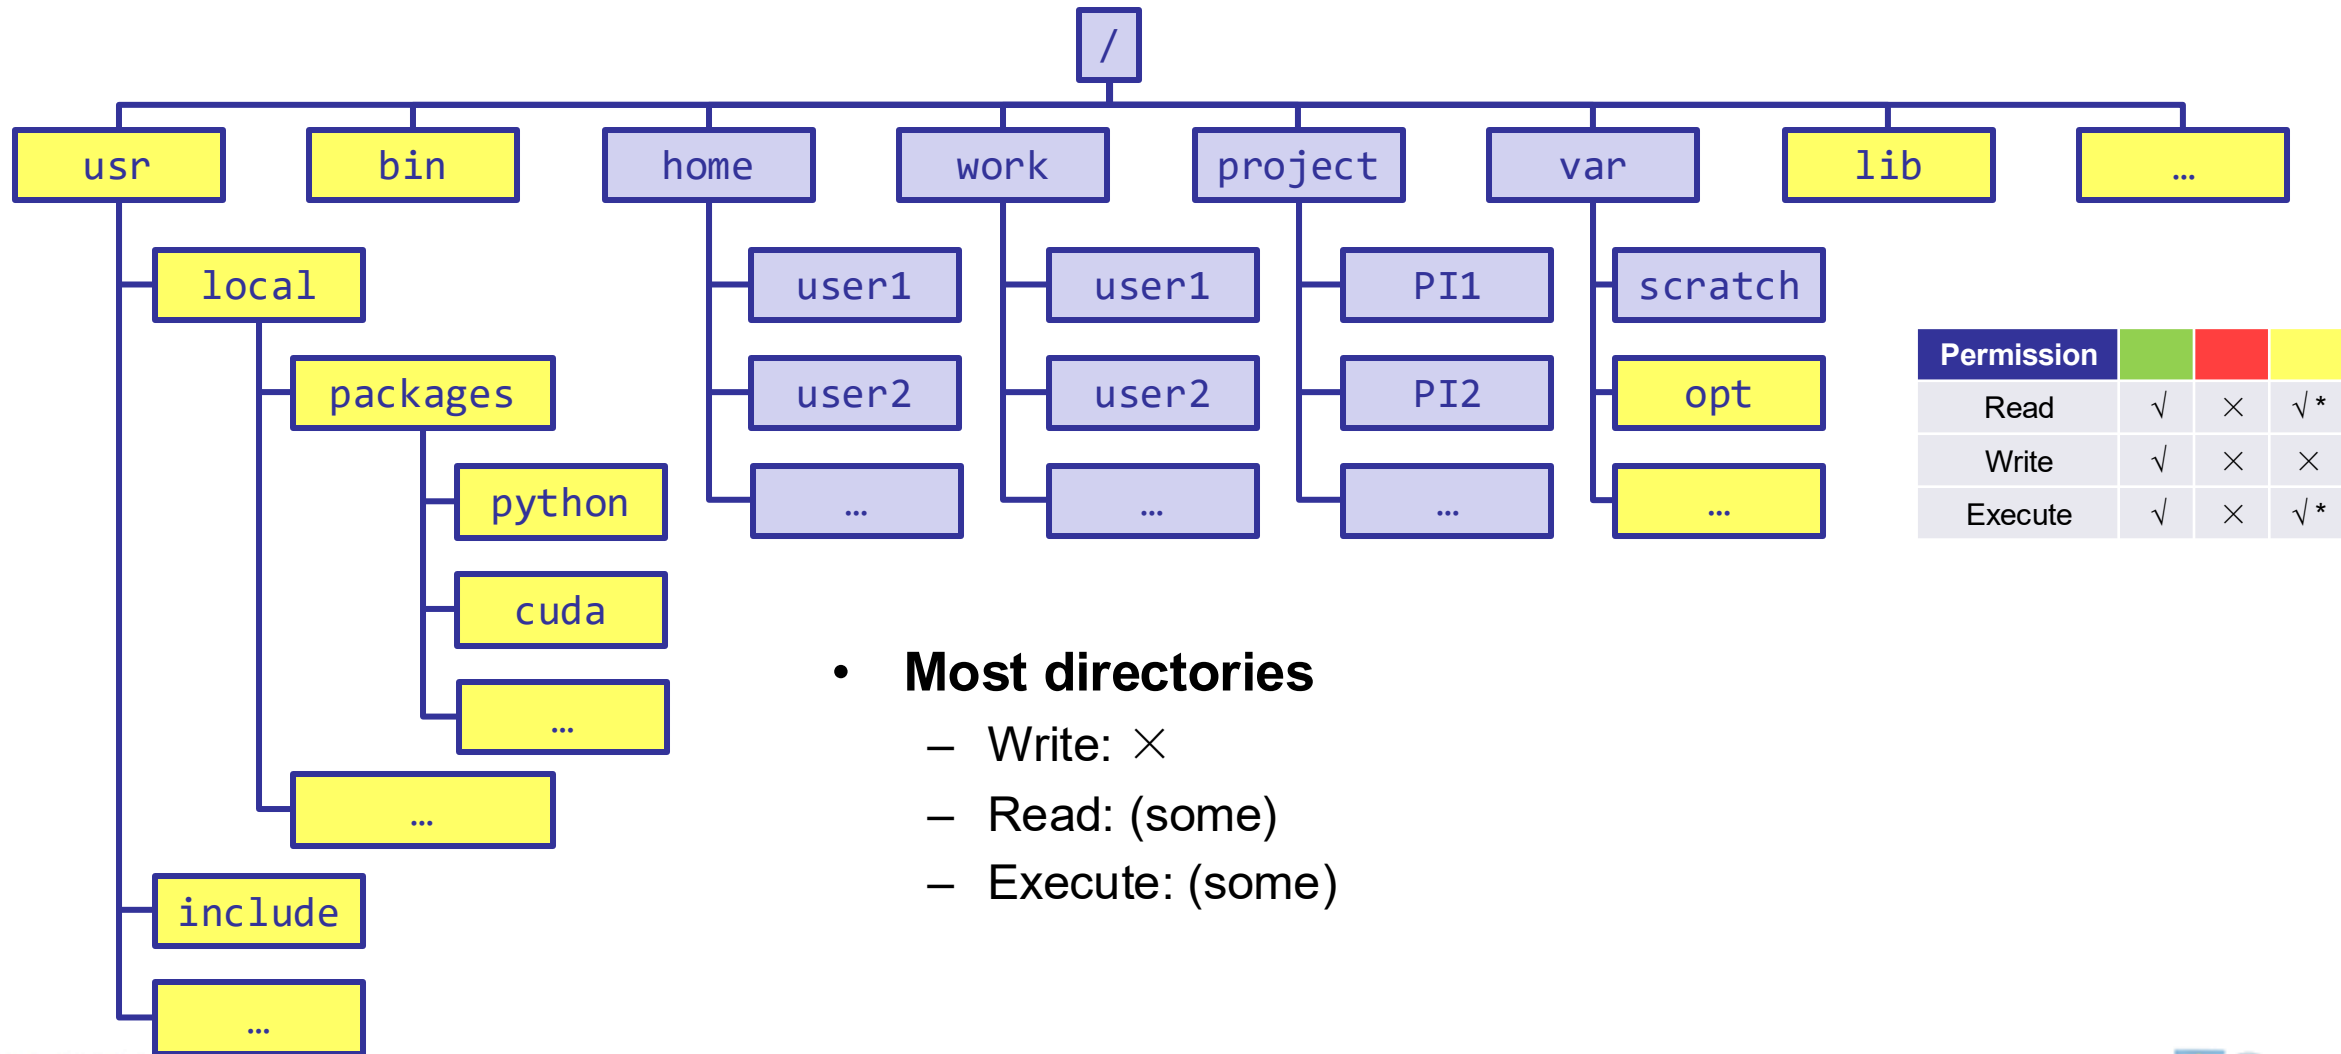 /
usr bin home work project var lib …
local user1 user1 PI1 scratch
packages user2 user2 PI2 opt
python … … … …
cuda
…
…
include
…
Permission
Read √ × √ *
Write √ × ×
Execute √ × √ *
• Most directories
– Write: ×
– Read: (some)
– Execute: (some)